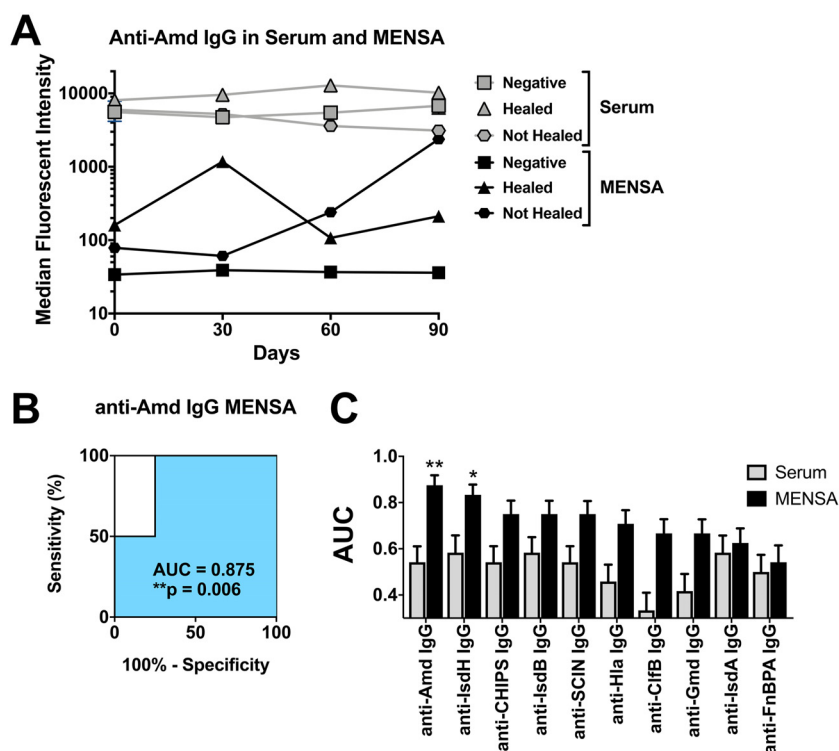 A
Anti-Amd IgG in Serum and MENSA
Median Fluorescent Intensity
10000
1000
100
10
0 30 60 90
Days
Negative
Healed
Not Healed
Serum
Negative
Healed
Not Healed
MENSA
B
anti-Amd IgG MENSA
Sensitivity (%)
100
50
0
AUC = 0.875
**p = 0.006
0 50 100
100% - Specificity
C
AUC
1.0
0.8
0.6
0.4
** *
Serum
MENSA
anti-Amd IgG
anti-IsdH IgG
anti-CHIPS IgG
anti-IsdB IgG
anti-SCIN IgG
anti-Hla IgG
anti-ClfB IgG
anti-Gmd IgG
anti-IsdA IgG
anti-FnBPA IgG